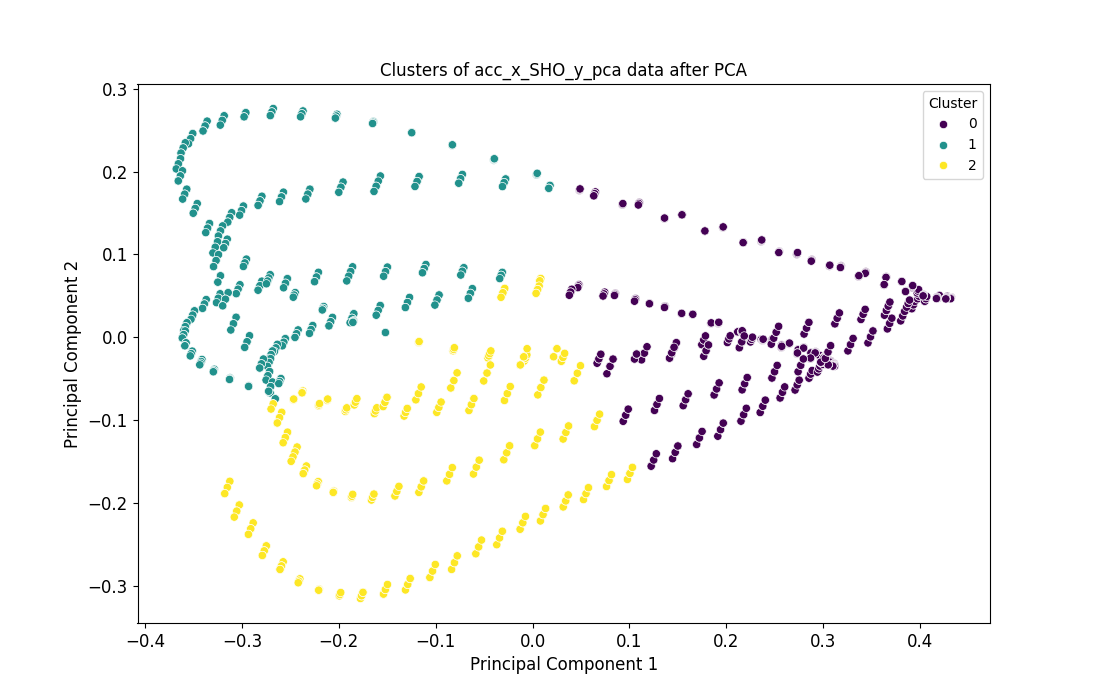 Clusters of acc_x_SHO_y_pca data after PCA
Cluster
0
1
2
0.3
0.2
0.1
0.0
−0.1
−0.2
−0.3
Principal Component 2
−0.4 −0.3 −0.2 −0.1 0.0 0.1 0.2 0.3 0.4
Principal Component 1